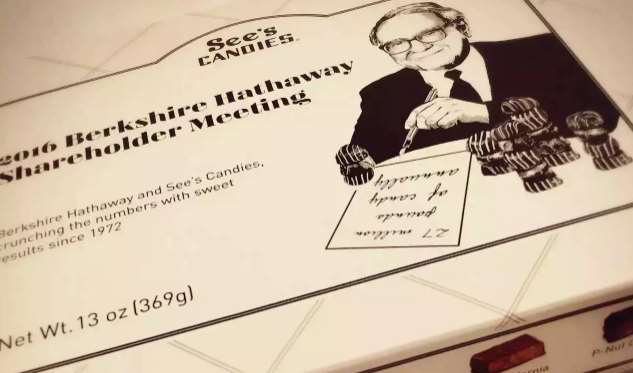 See's
CANDIES
2016 Berkshire Hathaway
Shareholder Meeting
Berkshire Hathaway and See's Candies,
crunching the numbers with sweet
results since 1972
Net Wt. 13 oz (369g)
27 million
pounds
of candy
annually
P-Nut